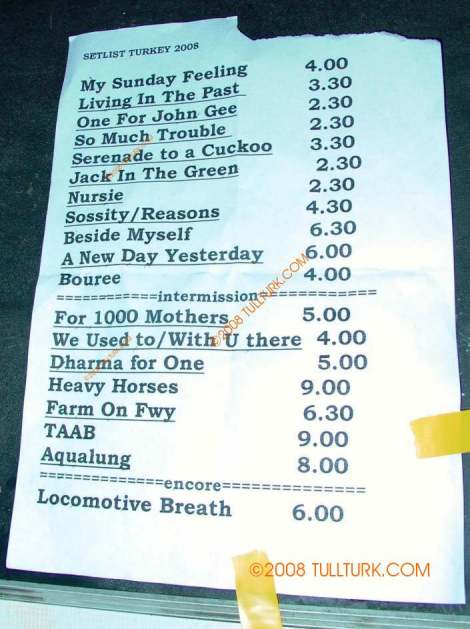 SETLIST TURKEY 2008
My Sunday Feeling 4.00
Living In The Past 3.30
One For John Gee 2.30
So Much Trouble 2.30
Serenade to a Cuckoo 3.30
Jack In The Green 2.30
Nursie 2.30
Sossity/Reasons 4.30
Beside Myself 6.30
A New Day Yesterday 6.00
Bouree 4.00
============intermission==============
For 1000 Mothers 5.00
We Used to/With U there 4.00
Dharma for One 5.00
Heavy Horses 9.00
Farm On Fwy 6.30
TAAB 9.00
Aqualung 8.00
==============encore==============
Locomotive Breath 6.00
©2008 TULLTURK.COM
©2008 TULLTURK.COM